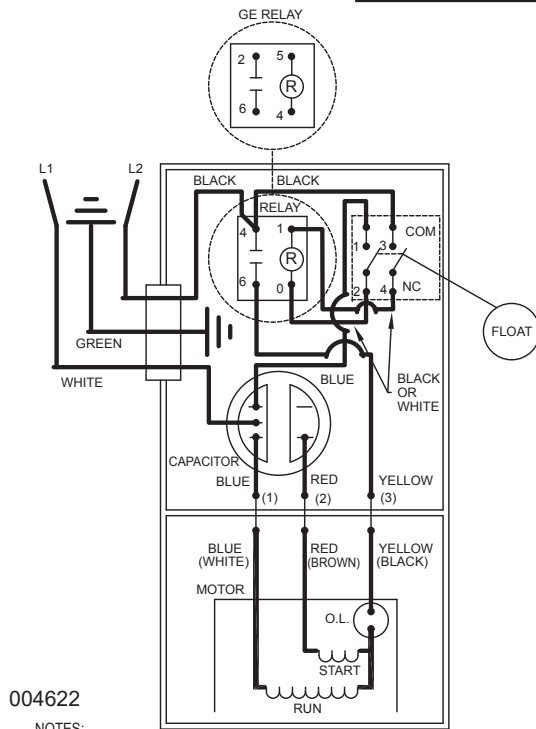 GE RELAY
2 5
R
6 4
L1 L2
BLACK BLACK
RELAY
4 1
R
6 0
COM
1 3
2 4 NC
FLOAT
GREEN
WHITE
BLUE
BLACK
OR
WHITE
CAPACITOR
BLUE RED YELLOW
(1) (2) (3)
BLUE
(WHITE)
RED
(BROWN)
YELLOW
(BLACK)
MOTOR
O.L.
START
RUN
004622
NOTES: